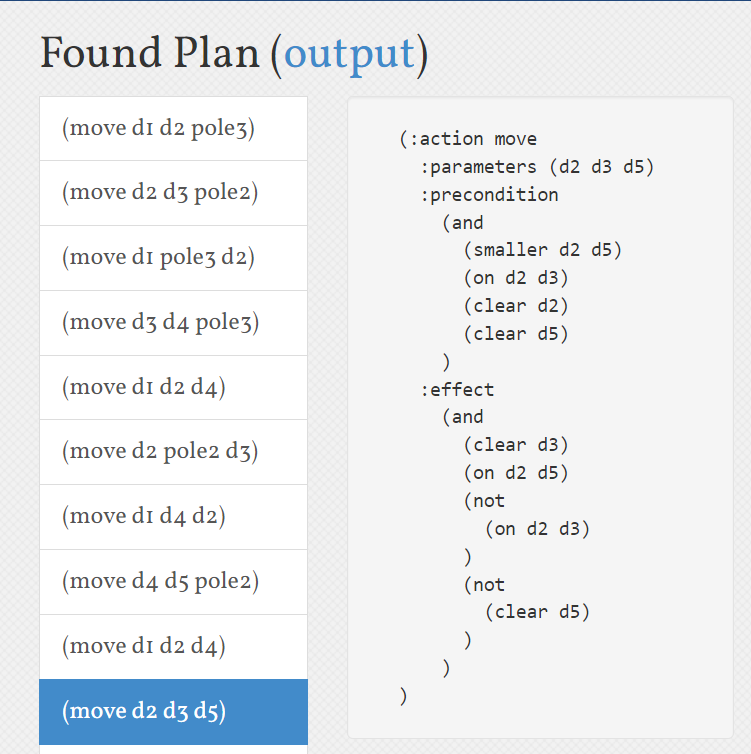 Found Plan (output)
(move d1 d2 pole3)
(move d2 d3 pole2)
(move d1 pole3 d2)
(move d3 d4 pole3)
(move d1 d2 d4)
(move d2 pole2 d3)
(move d1 d4 d2)
(move d4 d5 pole2)
(move d1 d2 d4)
(move d2 d3 d5)
(:action move
:parameters (d2 d3 d5)
:precondition
(and
(smaller d2 d5)
(on d2 d3)
(clear d2)
(clear d5)
)
:effect
(and
(clear d3)
(on d2 d5)
(not
(on d2 d3)
)
(not
(clear d5)
)
)
)